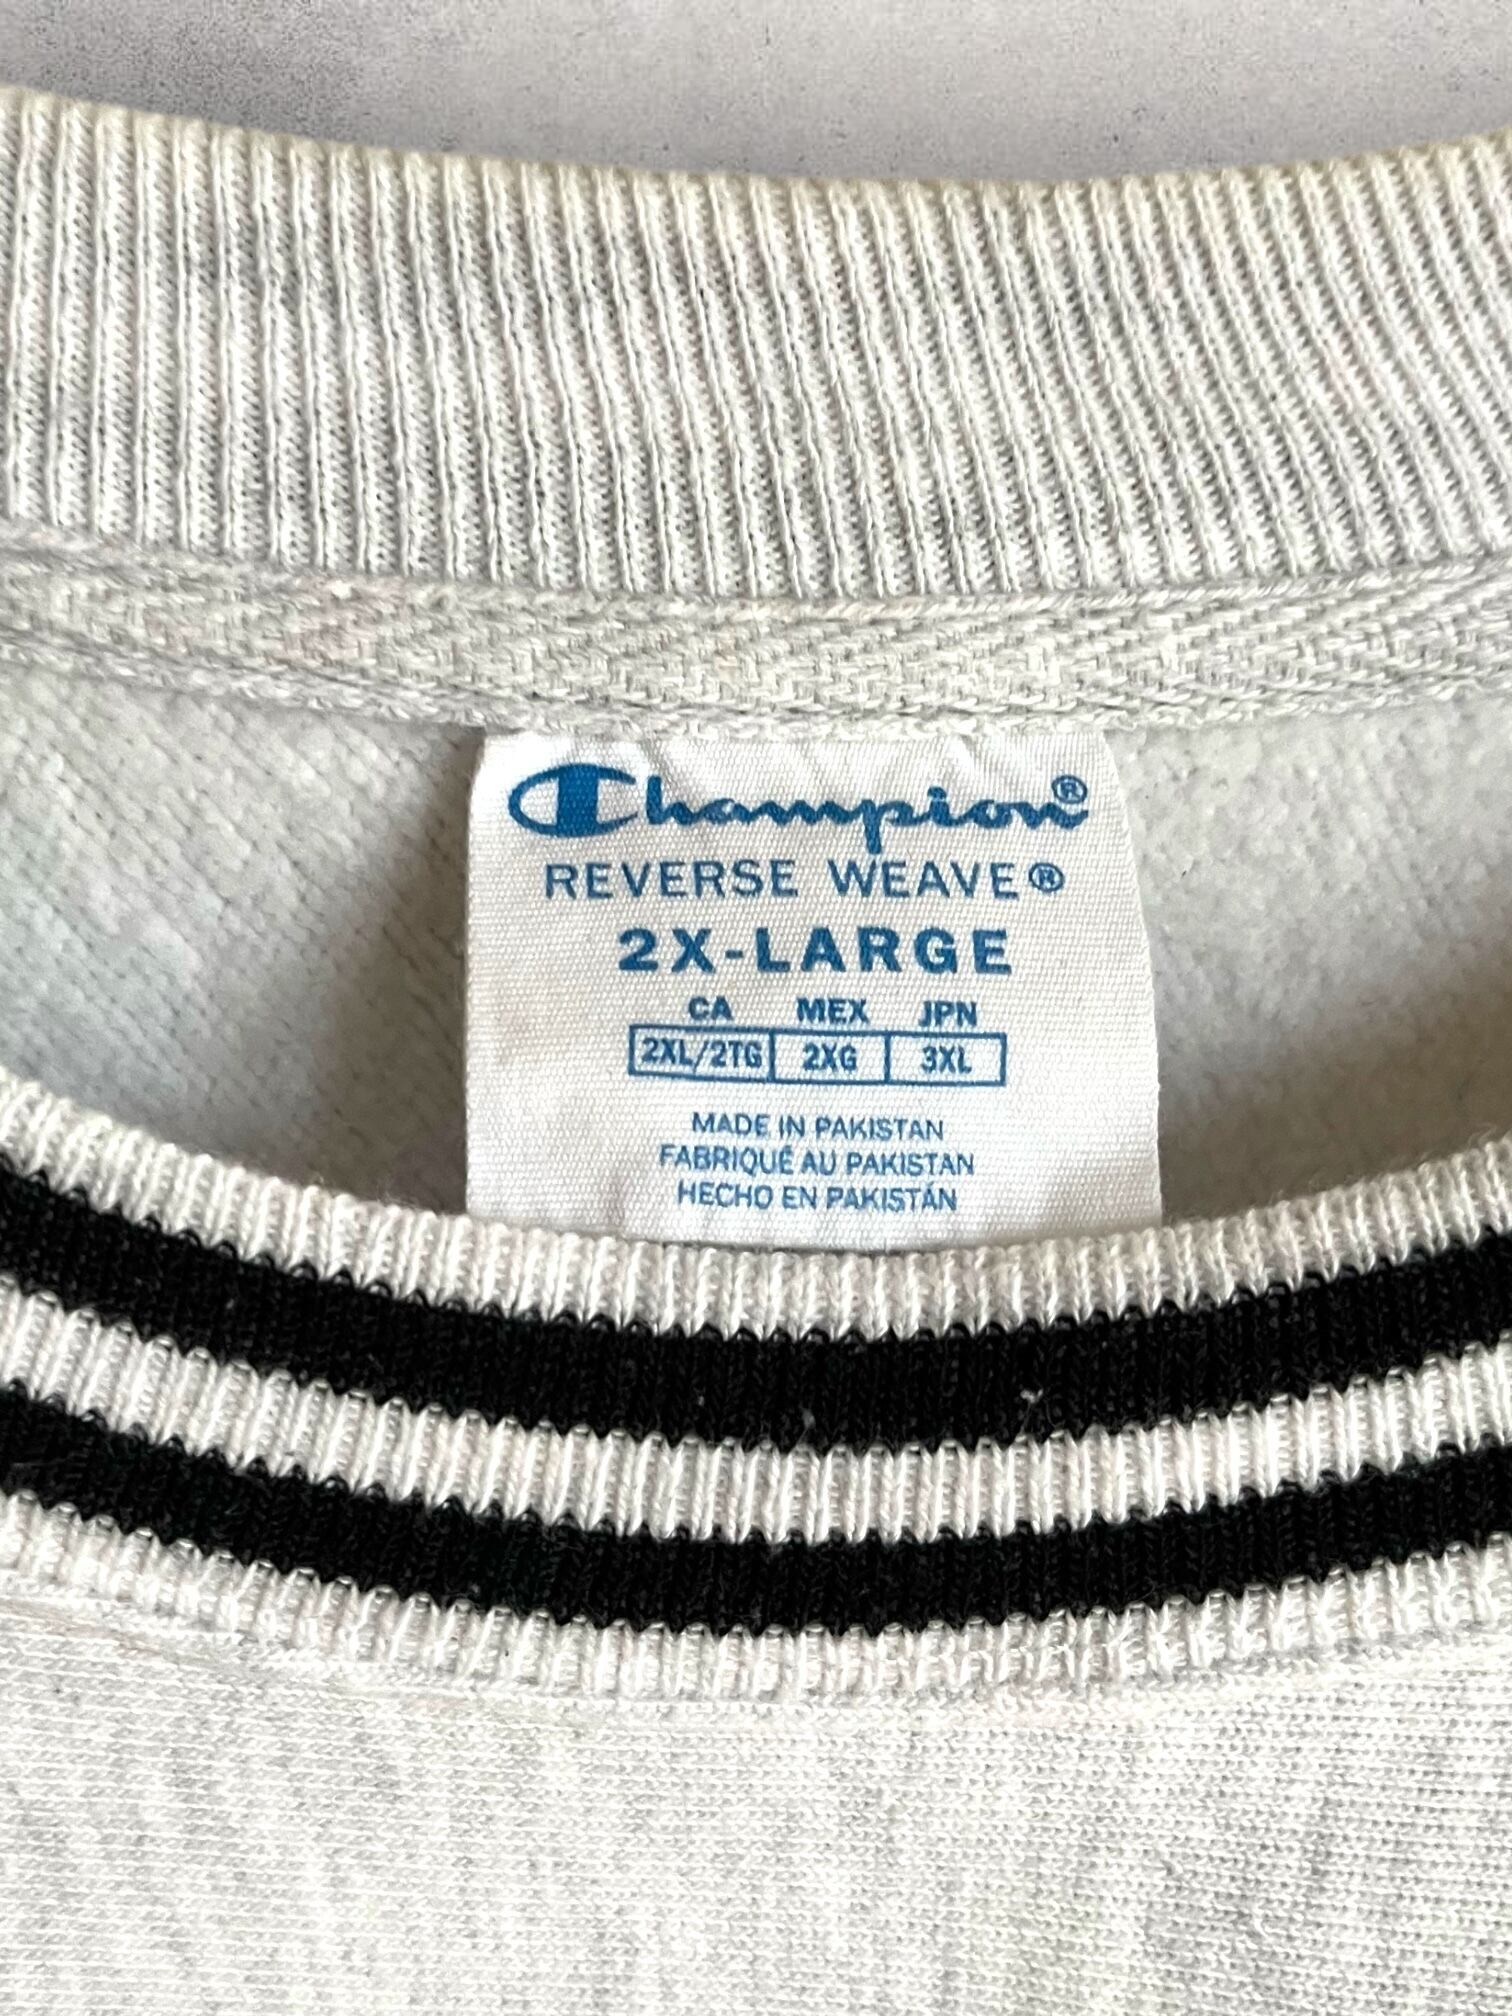 Champion®
REVERSE WEAVE®
2X-LARGE
CA MEX JPN
2XL/2TG 2XG 3XL
MADE IN PAKISTAN
FABRIQUÉ AU PAKISTAN
HECHO EN PAKISTÁN